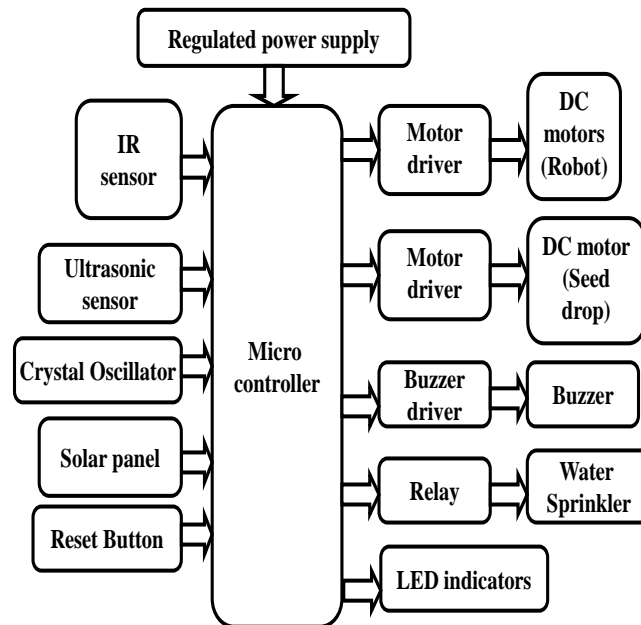 Regulated power supply
IR
sensor
Ultrasonic
sensor
Crystal Oscillator
Solar panel
Reset Button
Micro
controller
Motor
driver
DC
motors
(Robot)
Motor
driver
DC motor
(Seed
drop)
Buzzer
driver
Buzzer
Relay
Water
Sprinkler
LED indicators